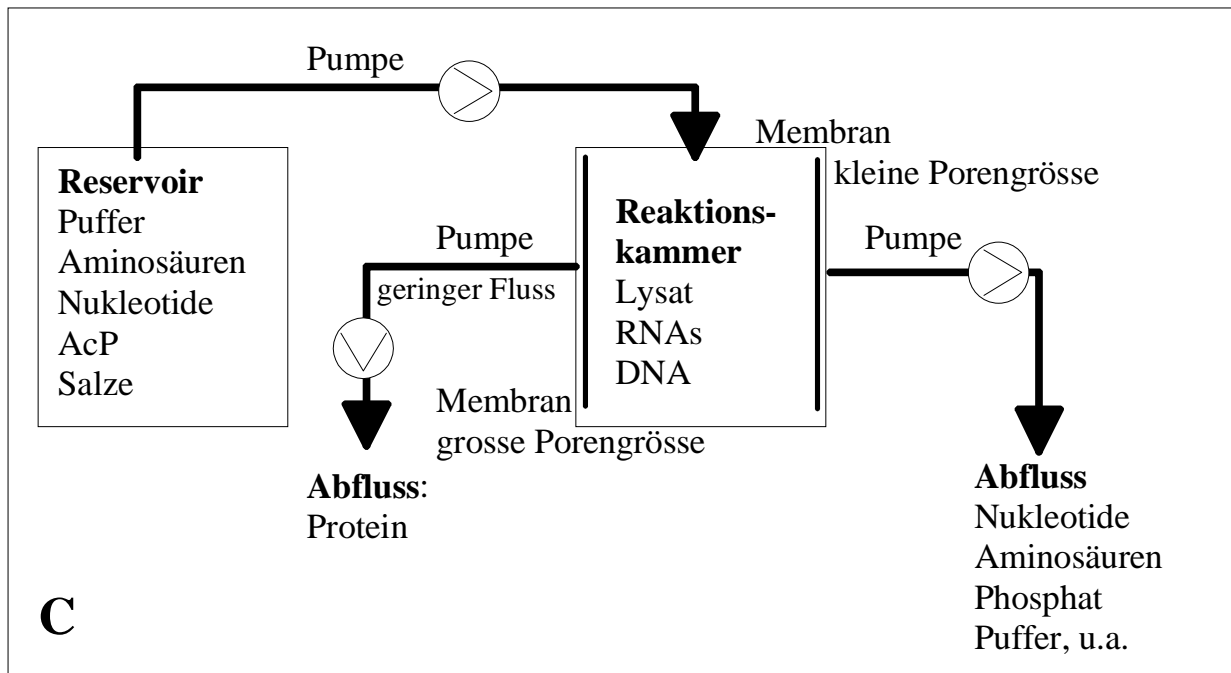 Pumpe
Reservoir
Puffer
Aminosäuren
Nukleotide
AcP
Salze
Membran
kleine Porengrösse
Reaktions-
kammer
Lysat
RNAs
DNA
Pumpe
geringer Fluss
Pumpe
Membran
grosse Porengrösse
Abfluss:
Protein
Abfluss
Nukleotide
Aminosäuren
Phosphat
Puffer, u.a.
C